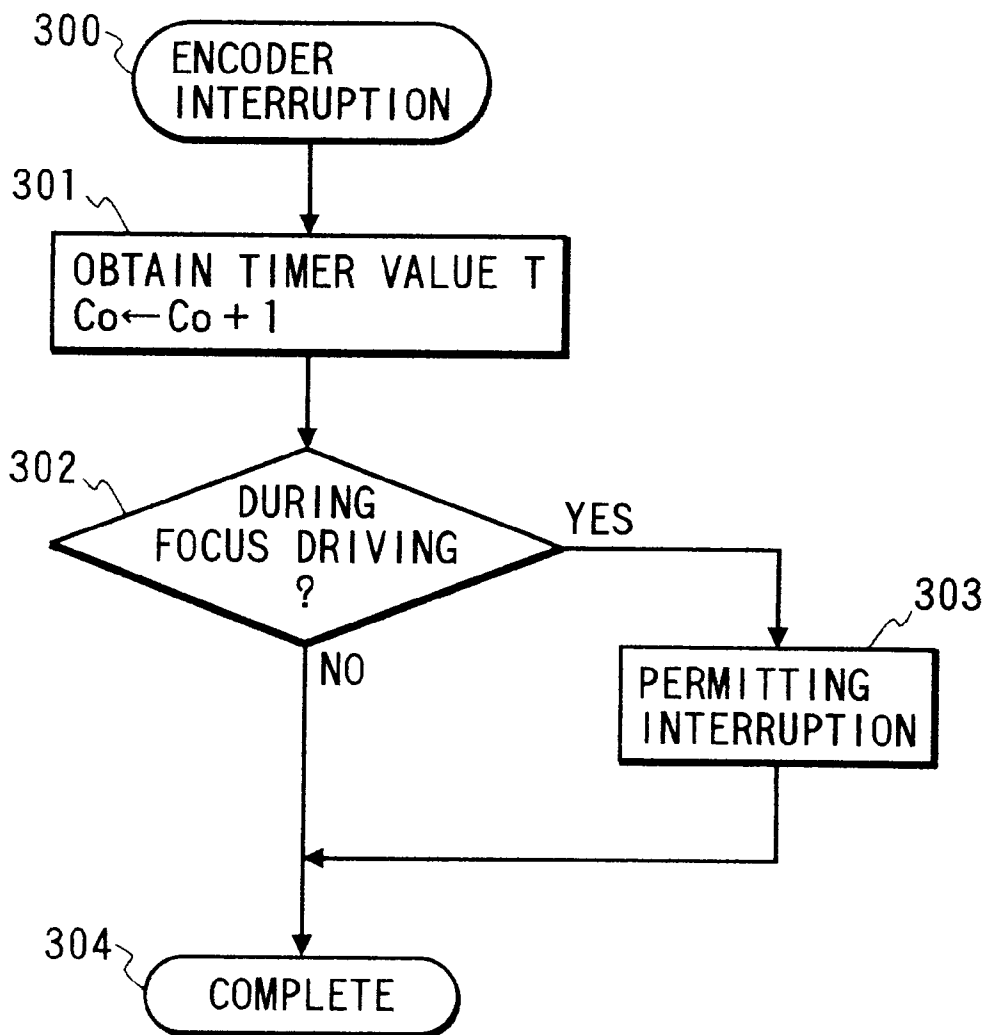 300
ENCODER
INTERRUPTION
301
OBTAIN TIMER VALUE T
Co←Co+1
302
DURING
FOCUS DRIVING
?
YES
NO
303
PERMITTING
INTERRUPTION
304
COMPLETE